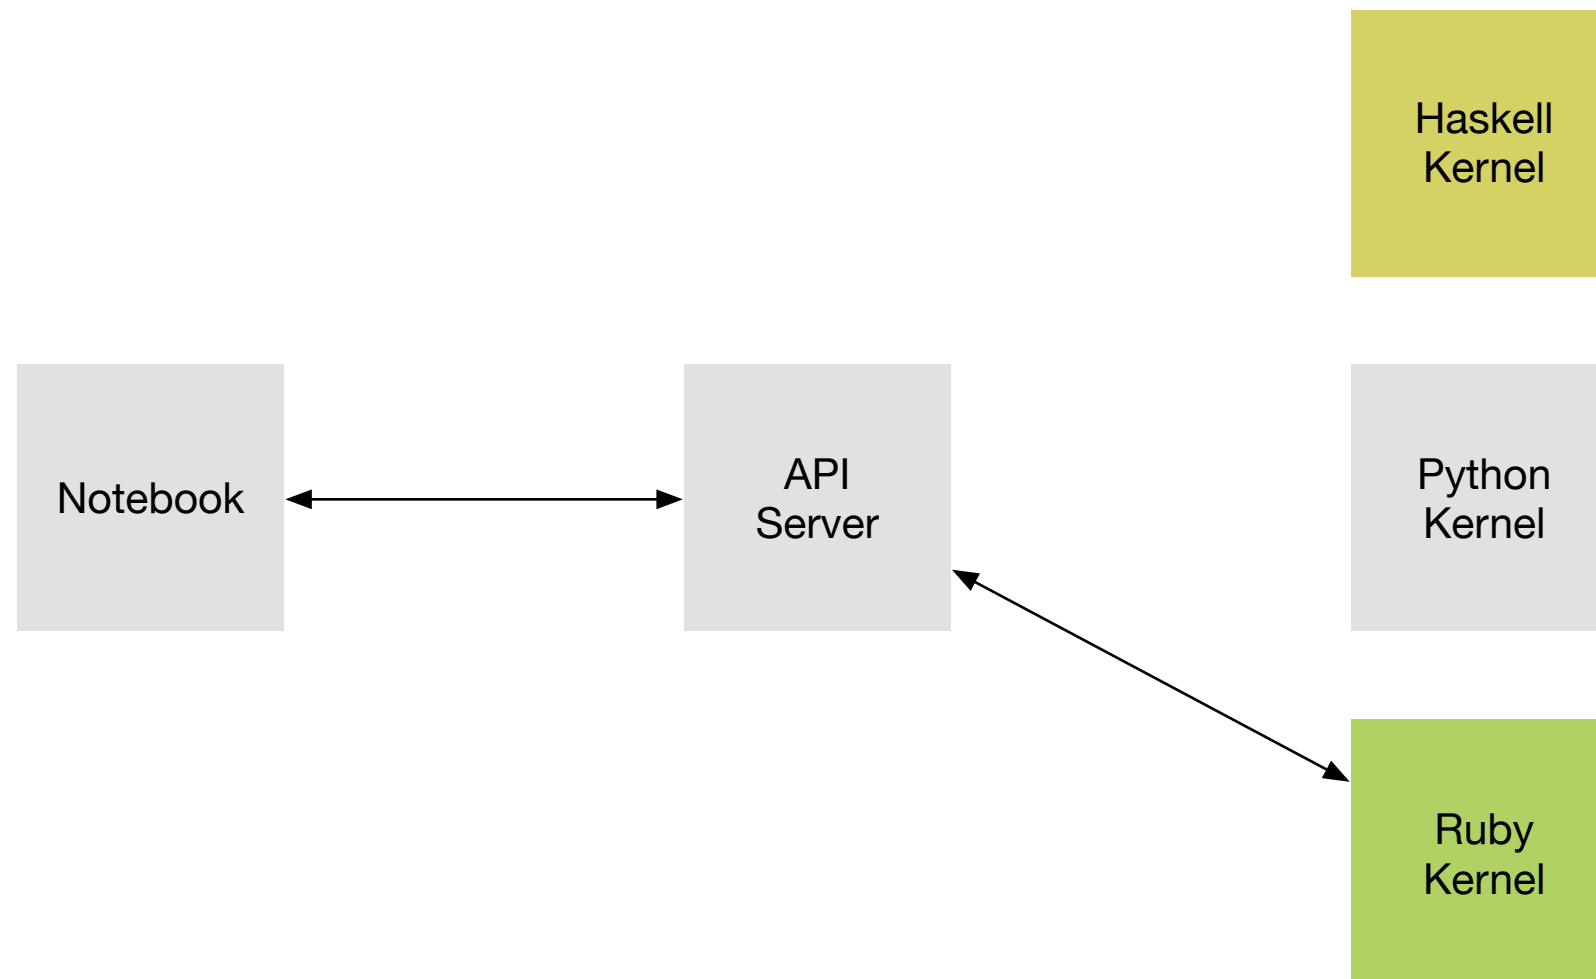 Haskell
Kernel
Notebook
API
Server
Python
Kernel
Ruby
Kernel